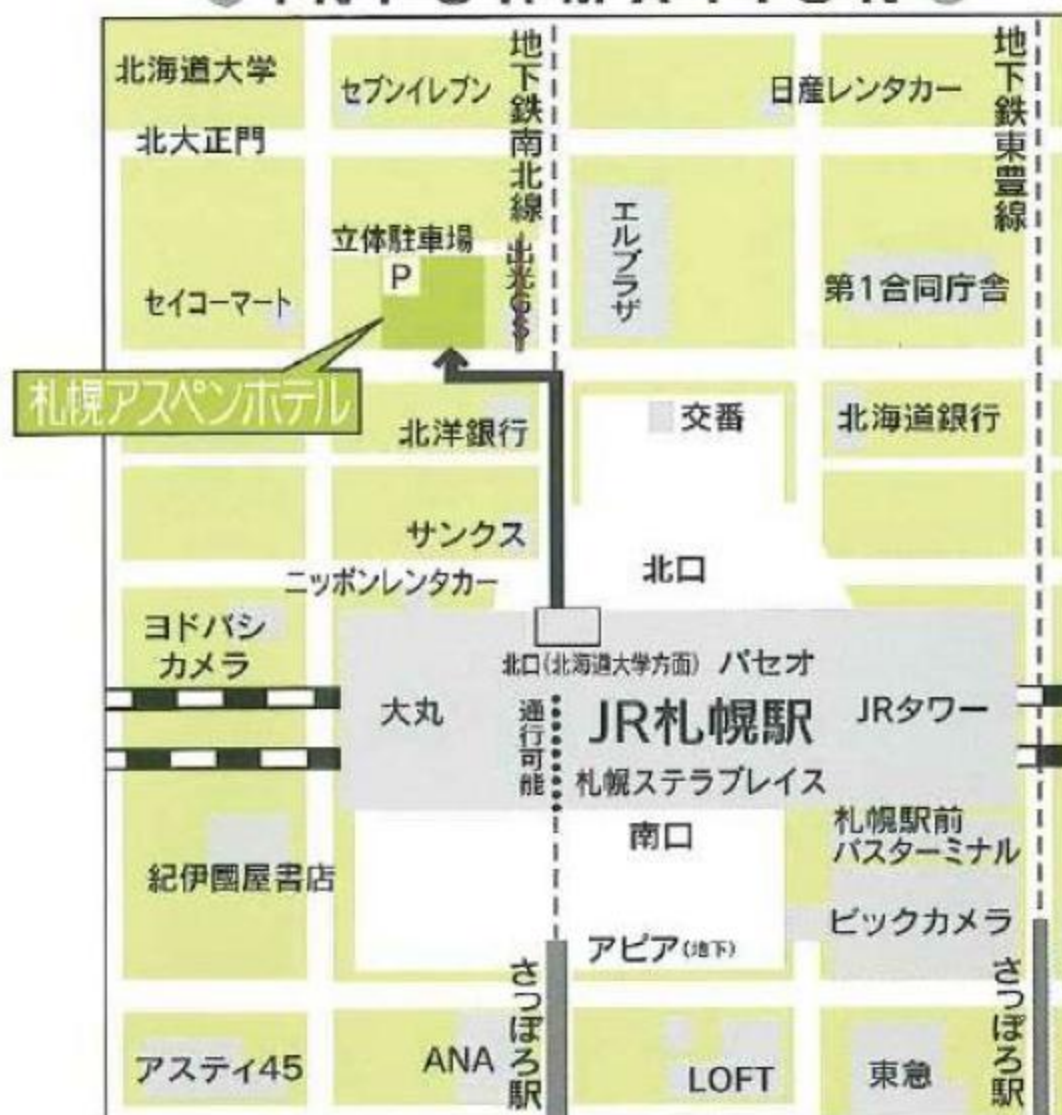 INFORMATION
北海道大学
セブンイレブン
地下鉄南北線
日産レンタカー
地下鉄東豊線
北大正門
エルプラザ
立体駐車場
P
出光GS
第1合同庁舎
セイコーマート
札幌アスペンホテル
北洋銀行
交番
北海道銀行
サンクス
北口
ニッポンレンタカー
ヨドバシ
カメラ
北口(北海道大学方面)
パセオ
大丸
通行可能
JR札幌駅
JRタワー
札幌ステラプレイス
南口
札幌駅前
バスターミナル
紀伊國屋書店
ビックカメラ
アピア(地下)
さっぽろ駅
さっぽろ駅
アスティ45
ANA
LOFT
東急